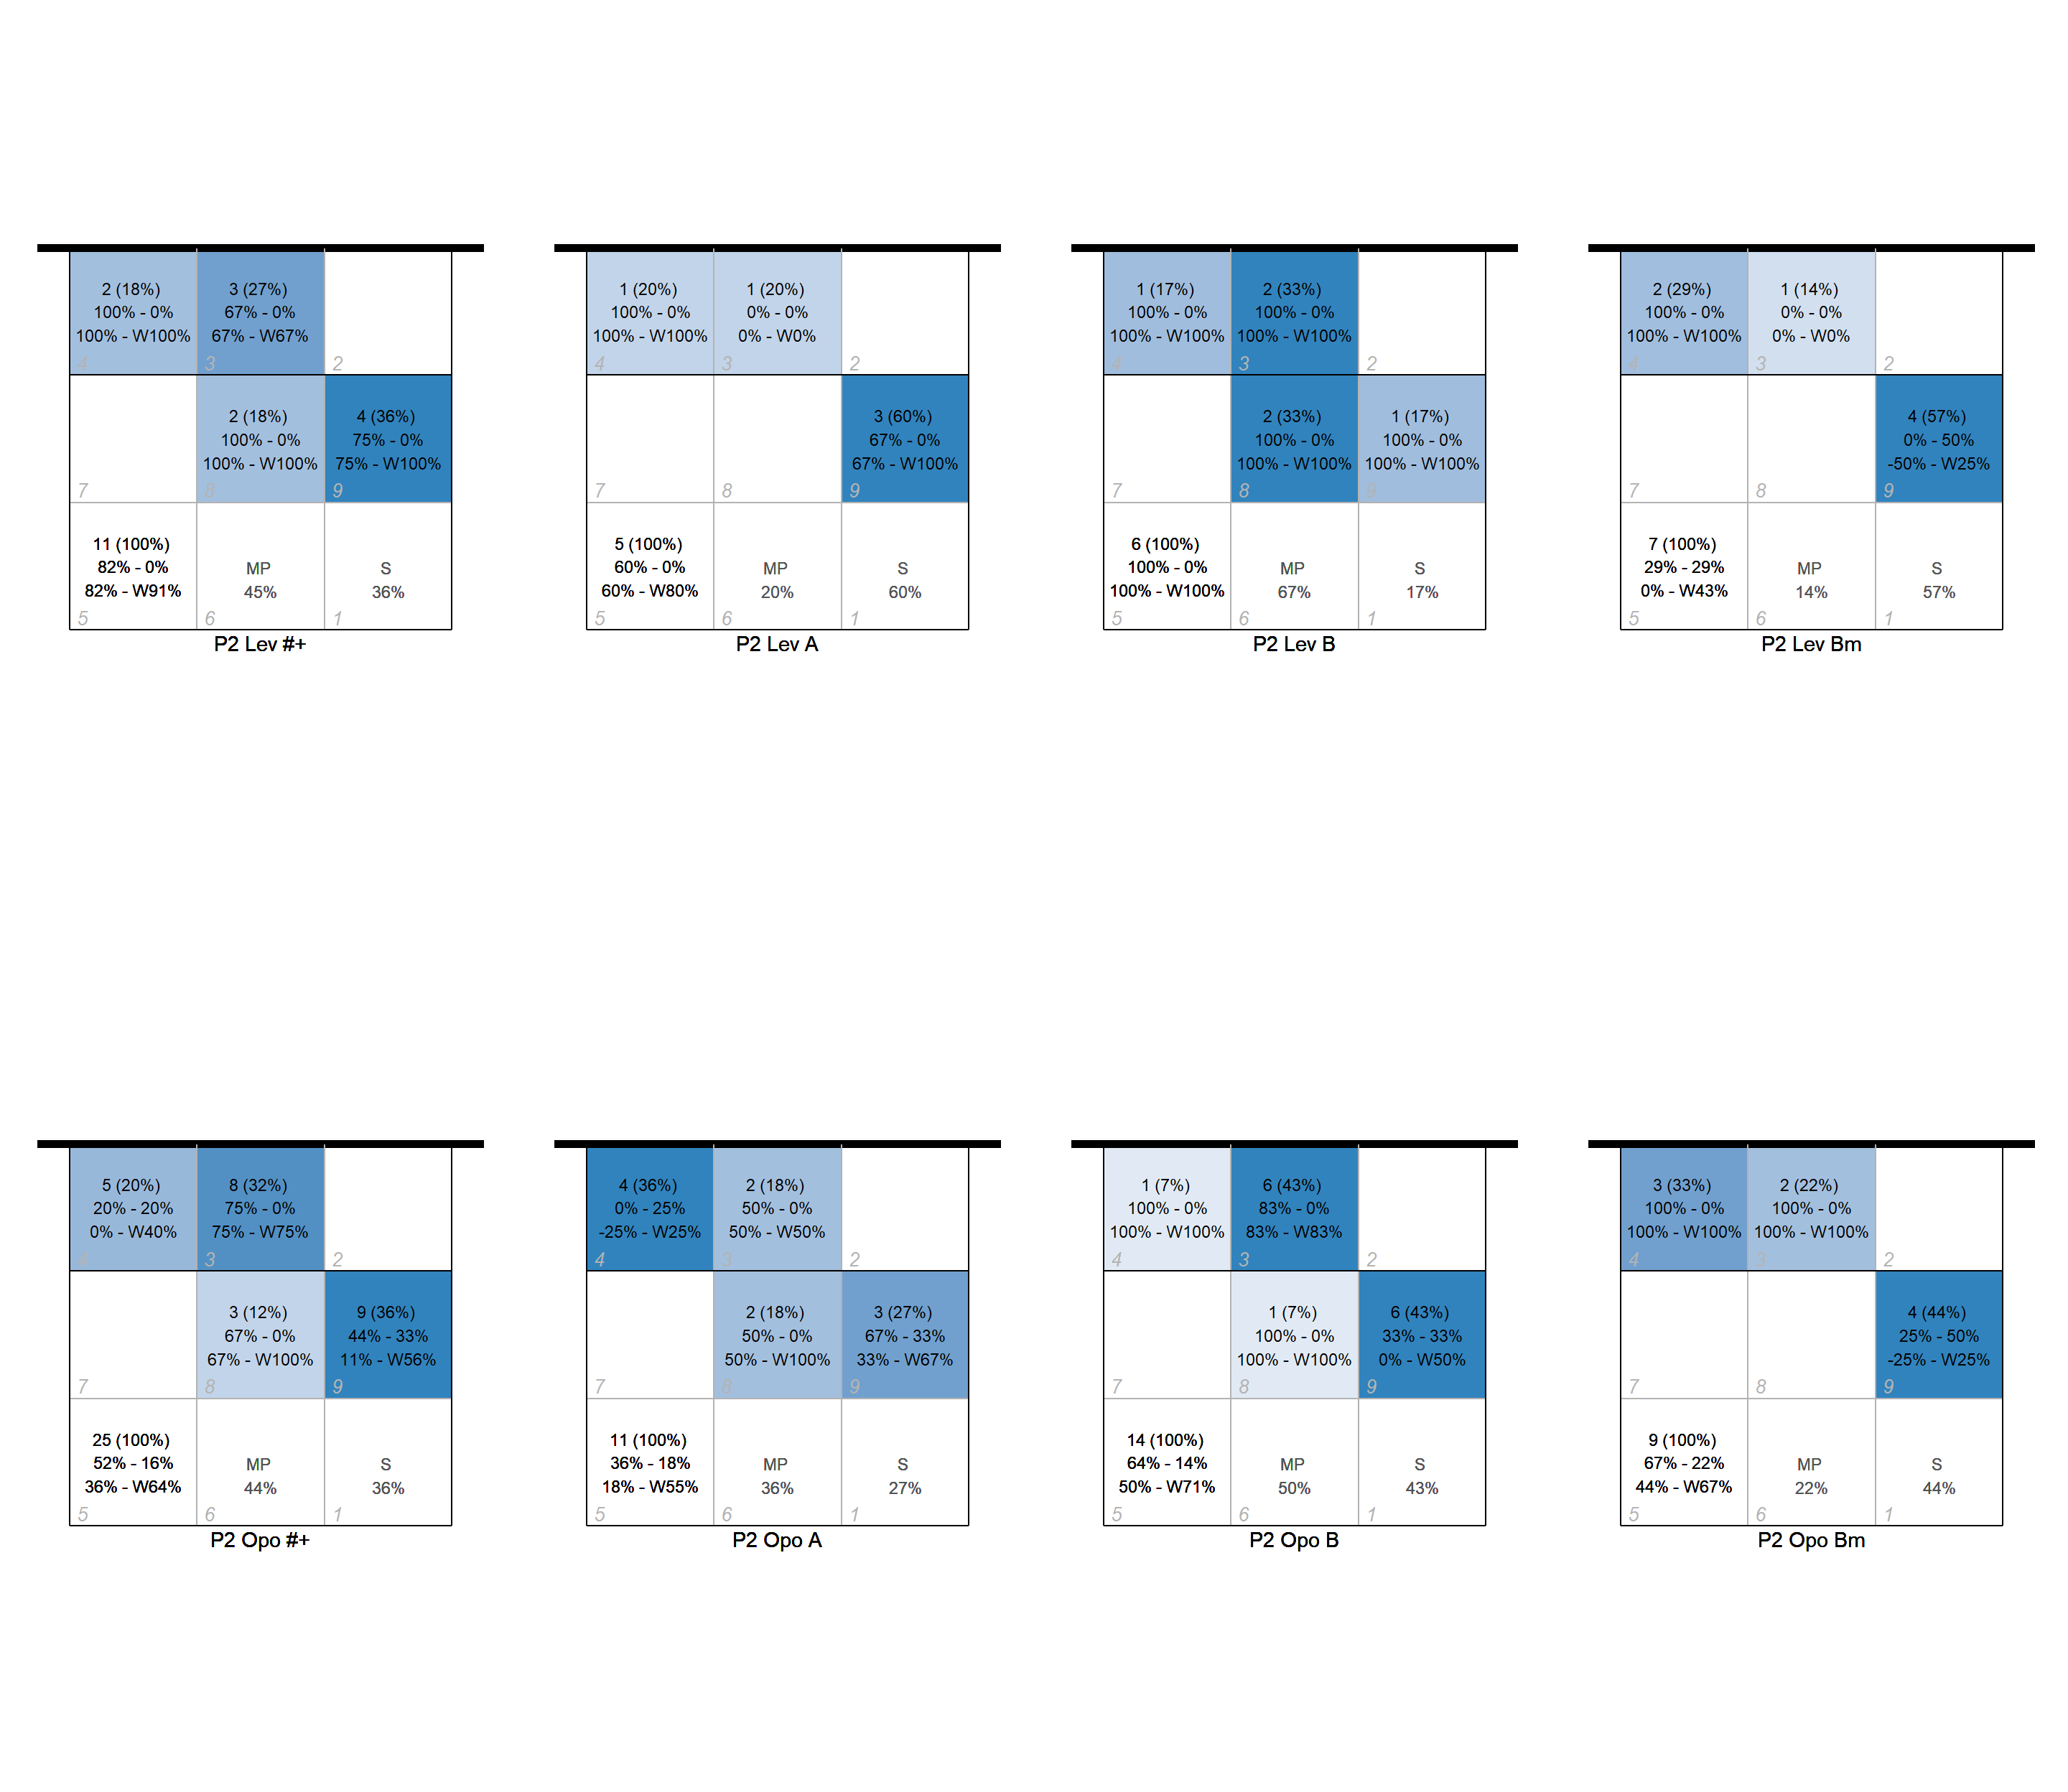 2 (18%)
100% - 0%
100% - W100%
4
3 (27%)
67% - 0%
67% - W67%
3
2
7
2 (18%)
100% - 0%
100% - W100%
8
4 (36%)
75% - 0%
75% - W100%
9
11 (100%)
82% - 0%
82% - W91%
5
MP
45%
6
S
36%
1
P2 Lev #+
1 (20%)
100% - 0%
100% - W100%
4
1 (20%)
0% - 0%
0% - W0%
3
2
7
8
3 (60%)
67% - 0%
67% - W100%
9
5 (100%)
60% - 0%
60% - W80%
5
MP
20%
6
S
60%
1
P2 Lev A
1 (17%)
100% - 0%
100% - W100%
4
2 (33%)
100% - 0%
100% - W100%
3
2
7
2 (33%)
100% - 0%
100% - W100%
8
1 (17%)
100% - 0%
100% - W100%
9
6 (100%)
100% - 0%
100% - W100%
5
MP
67%
6
S
17%
1
P2 Lev B
2 (29%)
100% - 0%
100% - W100%
4
1 (14%)
0% - 0%
0% - W0%
3
2
7
8
4 (57%)
0% - 50%
-50% - W25%
9
7 (100%)
29% - 29%
0% - W43%
5
MP
14%
6
S
57%
1
P2 Lev Bm
5 (20%)
20% - 20%
0% - W40%
4
8 (32%)
75% - 0%
75% - W75%
3
2
7
3 (12%)
67% - 0%
67% - W100%
8
9 (36%)
44% - 33%
11% - W56%
9
25 (100%)
52% - 16%
36% - W64%
5
MP
44%
6
S
36%
1
P2 Opo #+
4 (36%)
0% - 25%
-25% - W25%
4
2 (18%)
50% - 0%
50% - W50%
3
2
7
2 (18%)
50% - 0%
50% - W100%
8
3 (27%)
67% - 33%
33% - W67%
9
11 (100%)
36% - 18%
18% - W55%
5
MP
36%
6
S
27%
1
P2 Opo A
1 (7%)
100% - 0%
100% - W100%
4
6 (43%)
83% - 0%
83% - W83%
3
2
7
1 (7%)
100% - 0%
100% - W100%
8
6 (43%)
33% - 33%
0% - W50%
9
14 (100%)
64% - 14%
50% - W71%
5
MP
50%
6
S
43%
1
P2 Opo B
3 (33%)
100% - 0%
100% - W100%
4
2 (22%)
100% - 0%
100% - W100%
3
2
7
8
4 (44%)
25% - 50%
-25% - W25%
9
9 (100%)
67% - 22%
44% - W67%
5
MP
22%
6
S
44%
1
P2 Opo Bm